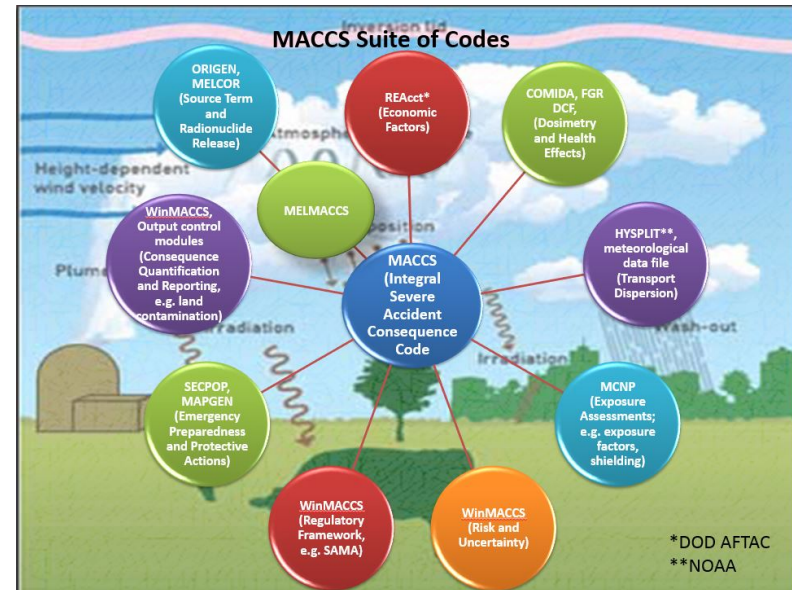 Inversion lid
MACCS Suite of Codes
ORIGEN,
MELCOR
(Source Term
and
Radionuclide
Release)
REAcct*
(Economic
Factors)
COMIDA, FGR
DCF,
(Dosimetry and
Health
Effects)
Height-dependent
wind velocity
MELMACCS
WinMACCS,
Output control
modules
(Consequence
Quantification
and Reporting,
e.g. land
contamination)
MACCS
(Integral
Severe
Accident
Consequence
Code
HYSPLIT**,
meteorological
data file
(Transport
Dispersion)
Wash-out
Irradiation
SECPOP,
MAPGEN
(Emergency
Preparedness
and Protective
Actions)
MCNP
(Exposure
Assessments;
e.g. exposure
factors,
shielding)
WinMACCS
(Regulatory
Framework,
e.g. SAMA)
WinMACCS
(Risk and
Uncertainty)
*DOD AFTAC
**NOAA